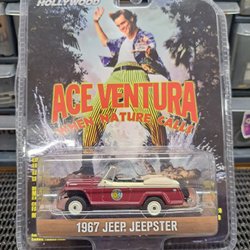 HOLLYWOOD
ACE VENTURA
WHEN NATURE CALLS
1967 JEEP JEEPSTER